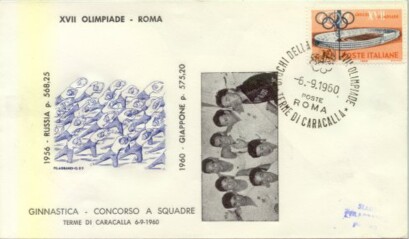 XVII OLIMPIADE - ROMA
1956 - RUSSIA p. 568,25
1960 - GIAPPONE p. 575,20
XVII
POSTE ITALIANE
GIOCHI DELLA XVII OLIMPIADE
-6.-9.1960
POSTE
ROMA
TERME DI CARACALLA
GINNASTICA - CONCORSO A SQUADRE
TERME DI CARACALLA 6-9-1960